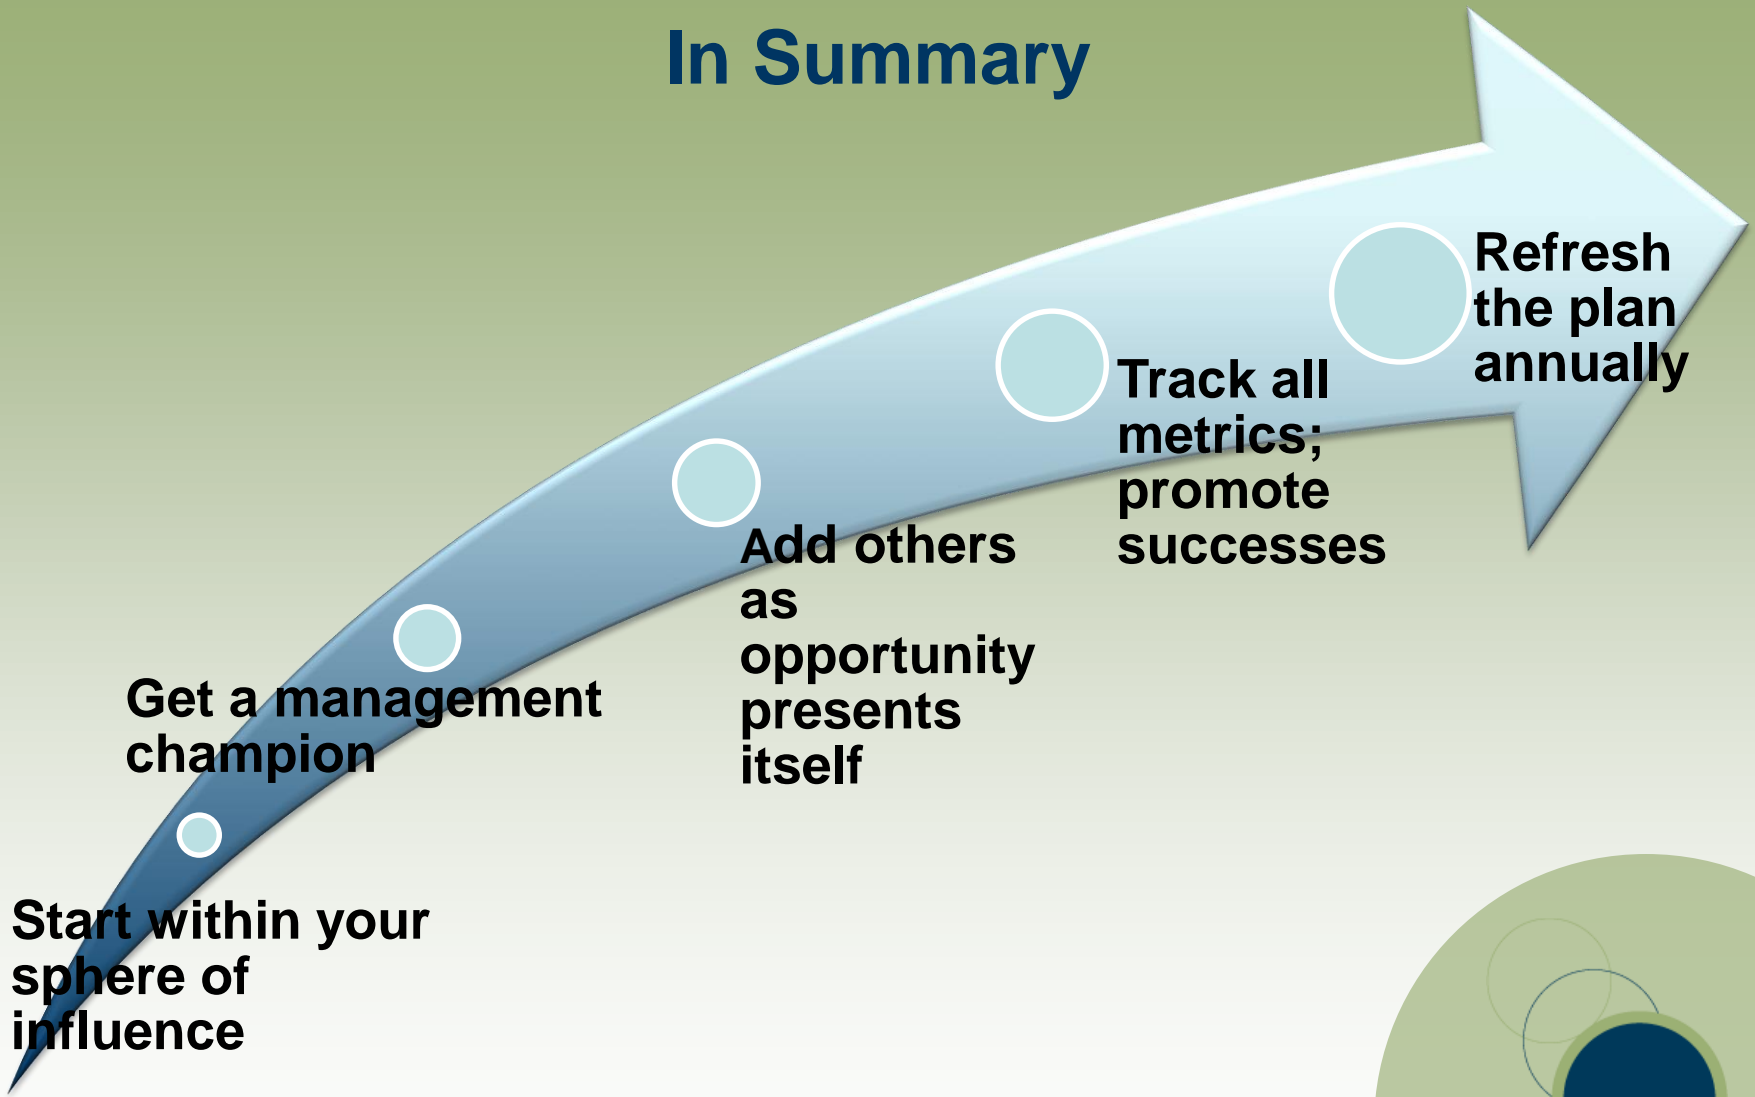 In Summary
Start within your
sphere of
influence
Get a management
champion
Add others
as
opportunity
presents
itself
Track all
metrics;
promote
successes
Refresh
the plan
annually